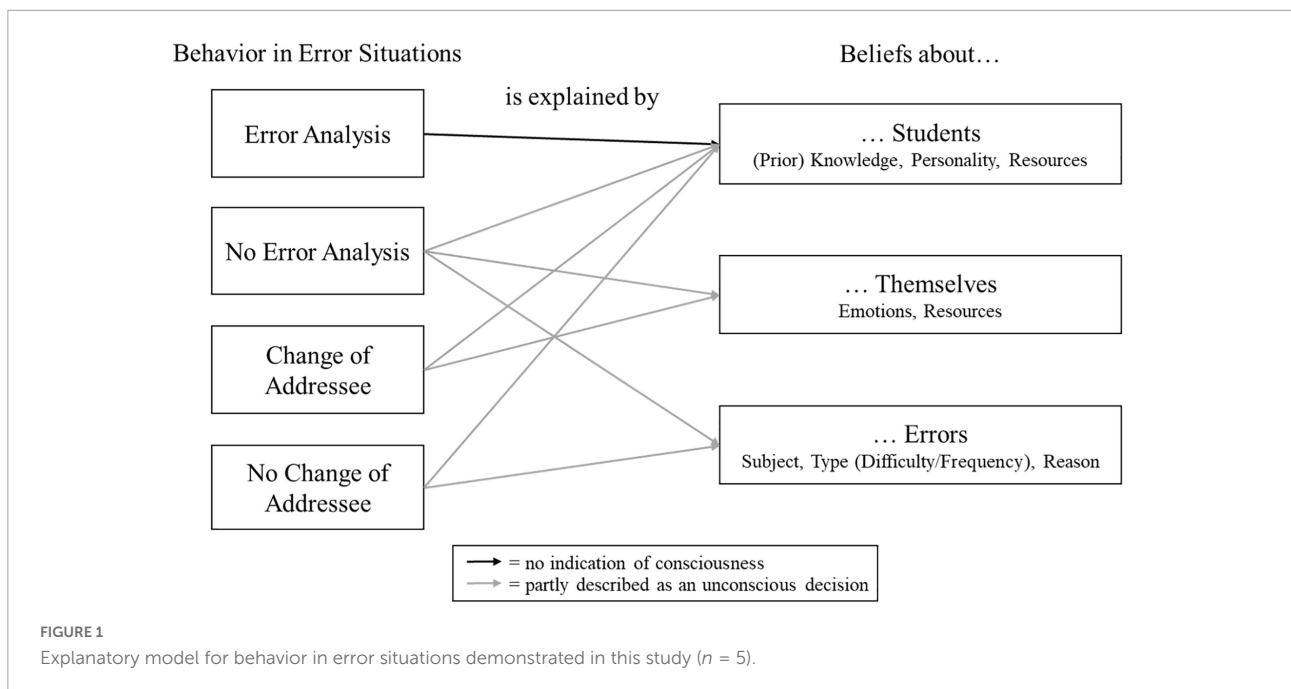 Behavior in Error Situations
Beliefs about…
is explained by
Error Analysis
… Students
(Prior) Knowledge, Personality, Resources
No Error Analysis
… Themselves
Emotions, Resources
Change of
Addressee
… Errors
Subject, Type (Difficulty/Frequency), Reason
No Change of
Addressee
= no indication of consciousness
= partly described as an unconscious decision
FIGURE 1
Explanatory model for behavior in error situations demonstrated in this study (n = 5).